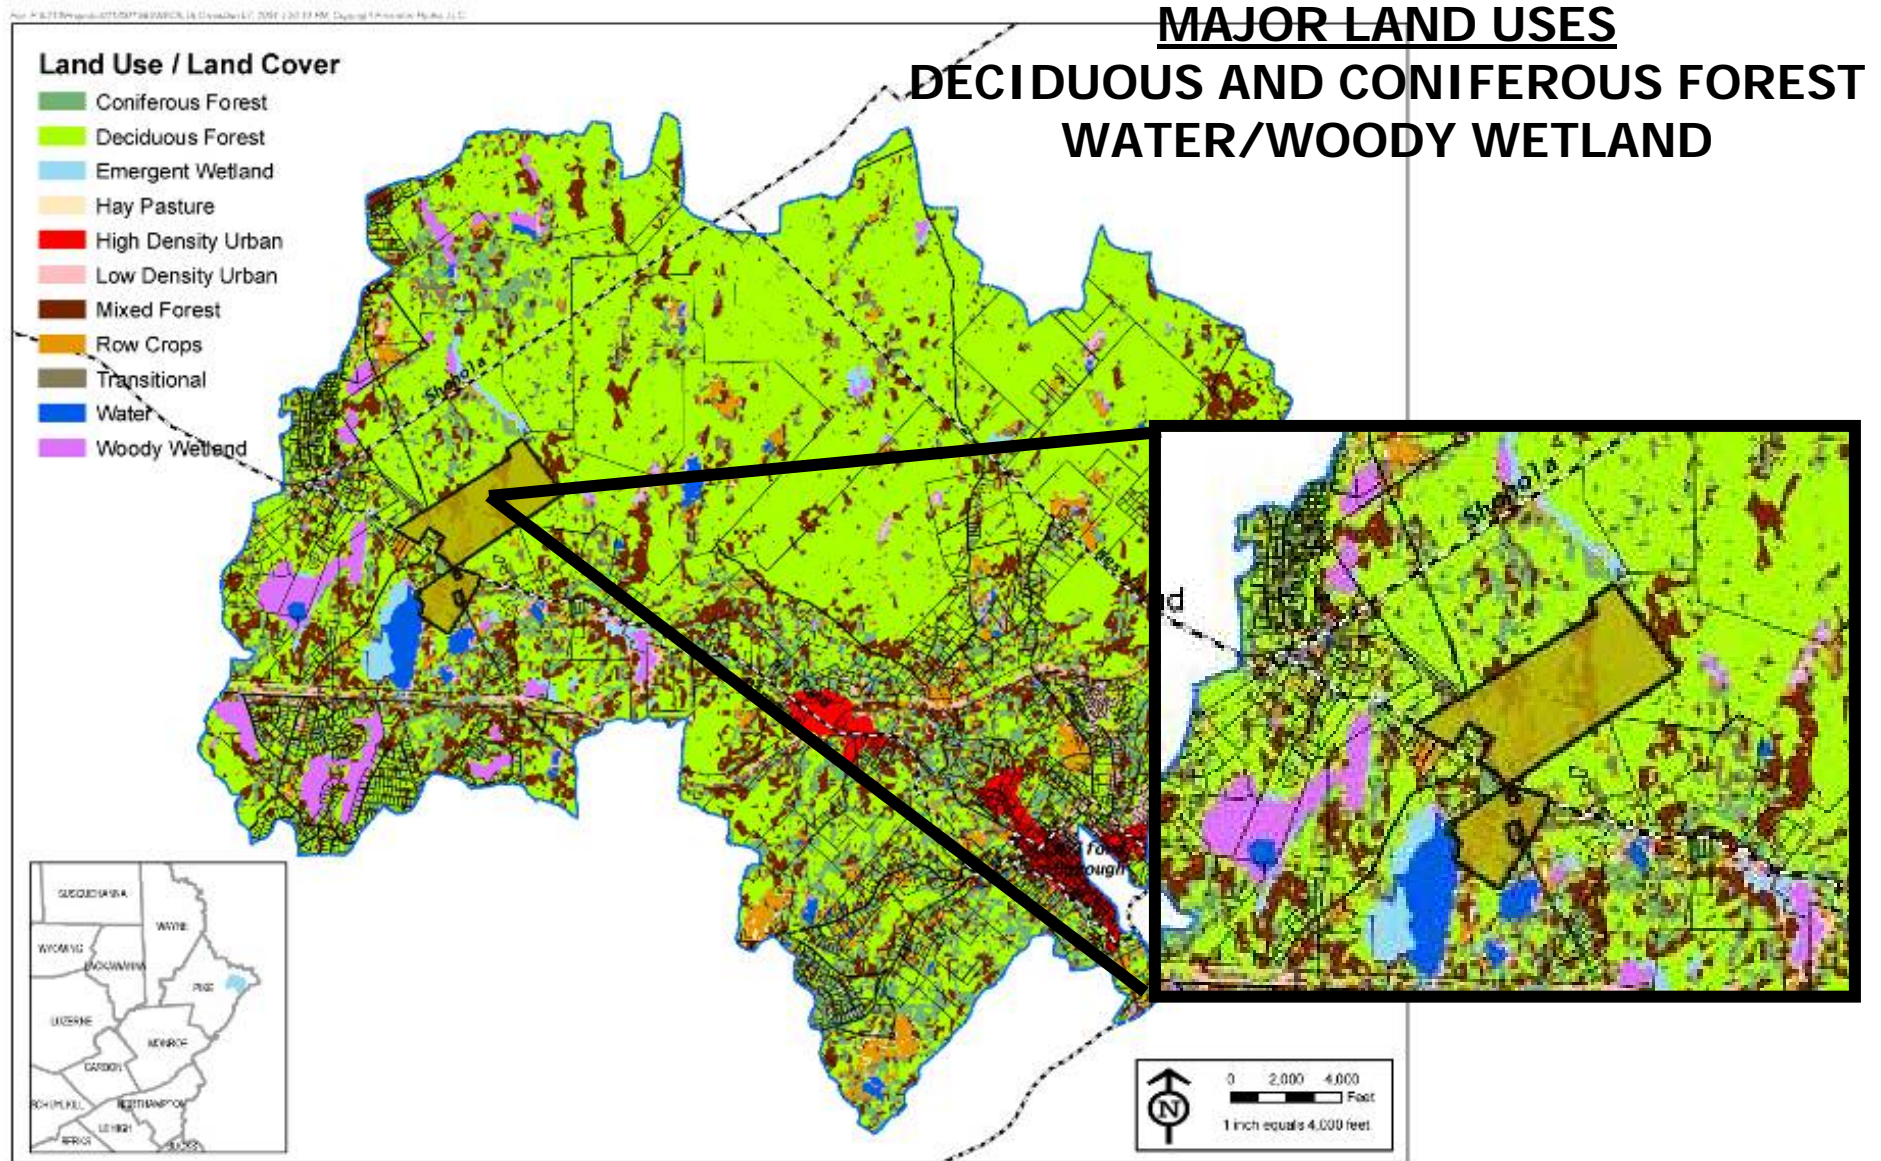 MAJOR LAND USES
DECIDUOUS AND CONIFEROUS FOREST
WATER/WOODY WETLAND
Land Use / Land Cover
Coniferous Forest
Deciduous Forest
Emergent Wetland
Hay Pasture
High Density Urban
Low Density Urban
Mixed Forest
Row Crops
Transitional
Water
Woody Wetland
Shohola
Shohola
ud
borough
SUSQUEHANNA
WAYNE
WYOMING
LACKAWANNA
PIKE
LUZERNE
MONROE
CARBON
SCHUYLKILL
NORTHAMPTON
LEHIGH
BERKS
BUCKS
N
0 2,000 4,000
Feet
1 inch equals 4,000 feet